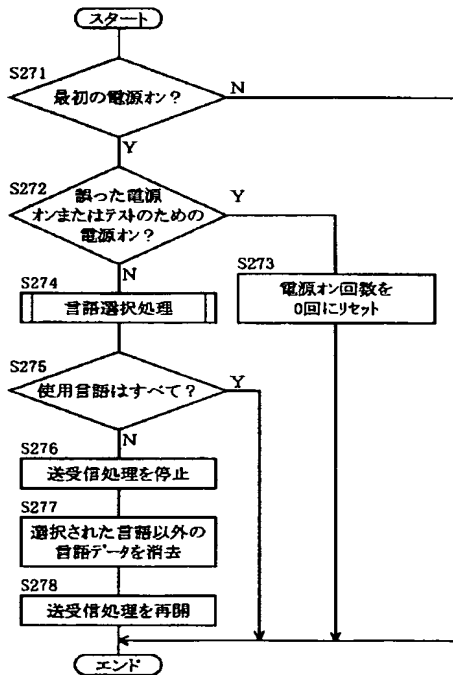 スタート
S271
最初の電源オン?
N
Y
S272
誤った電源
オンまたはテストのための
電源オン?
Y
N
S273
電源オン回数を
0回にリセット
S274
言語選択処理
S275
使用言語はすべて?
Y
N
S276
送受信処理を停止
S277
選択された言語以外の
言語データを消去
S278
送受信処理を再開
エンド